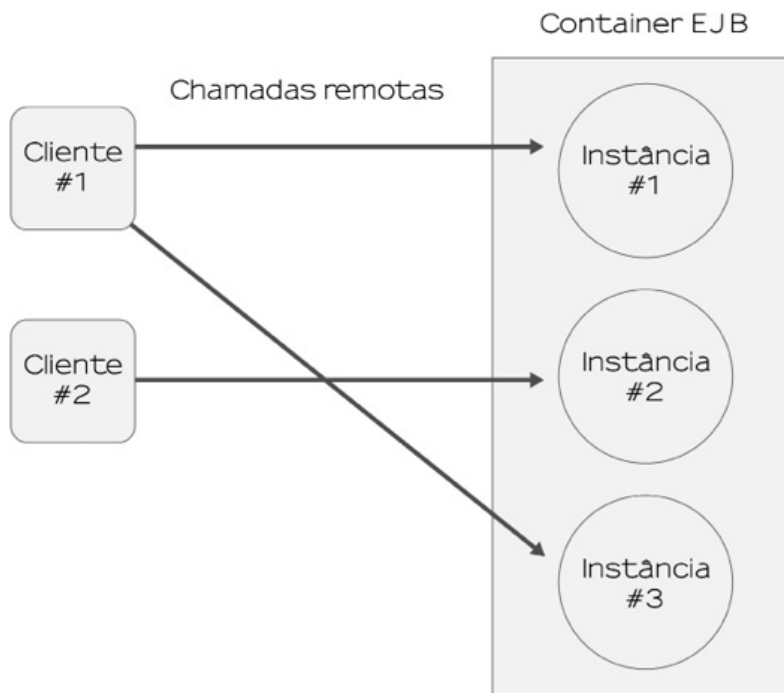 Container EJB
Chamadas remotas
Cliente
#1
Instância
#1
Cliente
#2
Instância
#2
Instância
#3